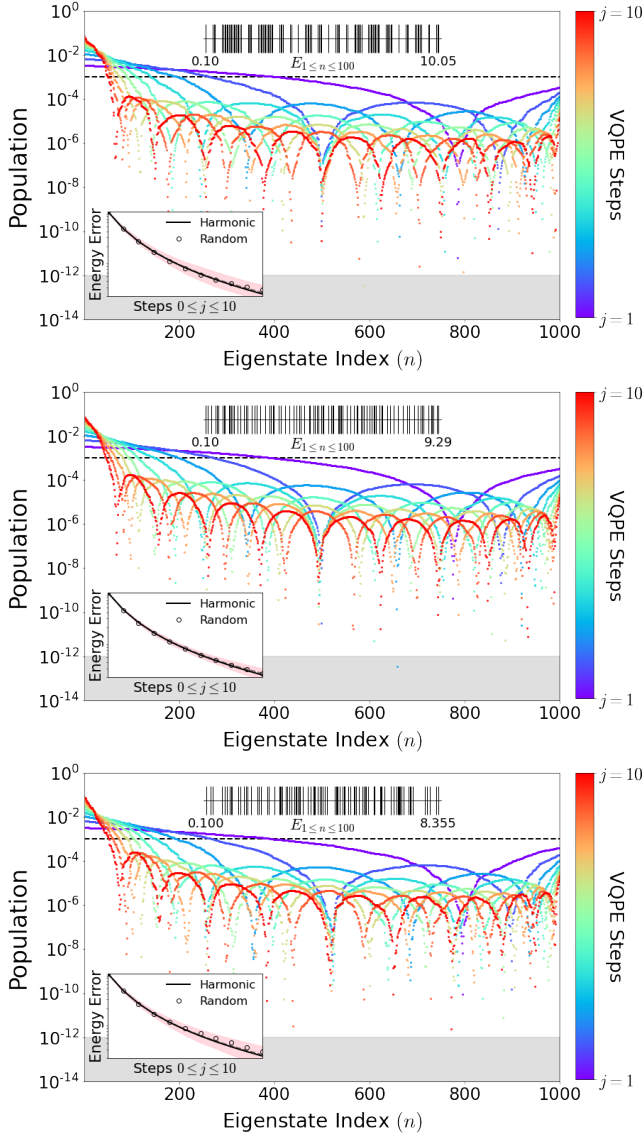 10^0
10^-2
10^-4
10^-6
10^-8
10^-10
10^-12
10^-14
Population
0.10
E_{1≤n≤100}
10.05
Energy Error
Harmonic
Random
Steps 0 ≤ j ≤ 10
200
400
600
800
1000
Eigenstate Index (n)
j = 10
VQPE Steps
j = 1
10^0
10^-2
10^-4
10^-6
10^-8
10^-10
10^-12
10^-14
Population
0.10
E_{1≤n≤100}
9.29
Energy Error
Harmonic
Random
Steps 0 ≤ j ≤ 10
200
400
600
800
1000
Eigenstate Index (n)
j = 10
VQPE Steps
j = 1
10^0
10^-2
10^-4
10^-6
10^-8
10^-10
10^-12
10^-14
Population
0.100
E_{1≤n≤100}
8.355
Energy Error
Harmonic
Random
Steps 0 ≤ j ≤ 10
200
400
600
800
1000
Eigenstate Index (n)
j = 10
VQPE Steps
j = 1